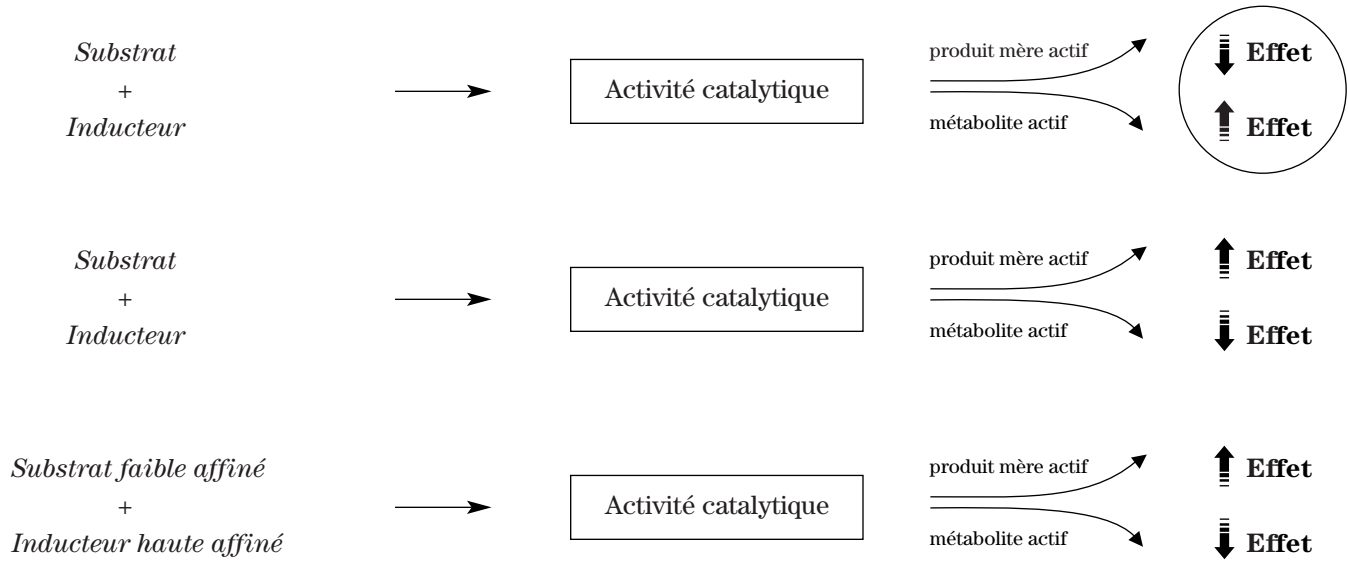 Substrat
+
Inducteur
Activité catalytique
produit mère actif
métabolite actif
Effet
Effet
Substrat
+
Inducteur
Activité catalytique
produit mère actif
métabolite actif
Effet
Effet
Substrat faible affiné
+
Inducteur haute affiné
Activité catalytique
produit mère actif
métabolite actif
Effet
Effet